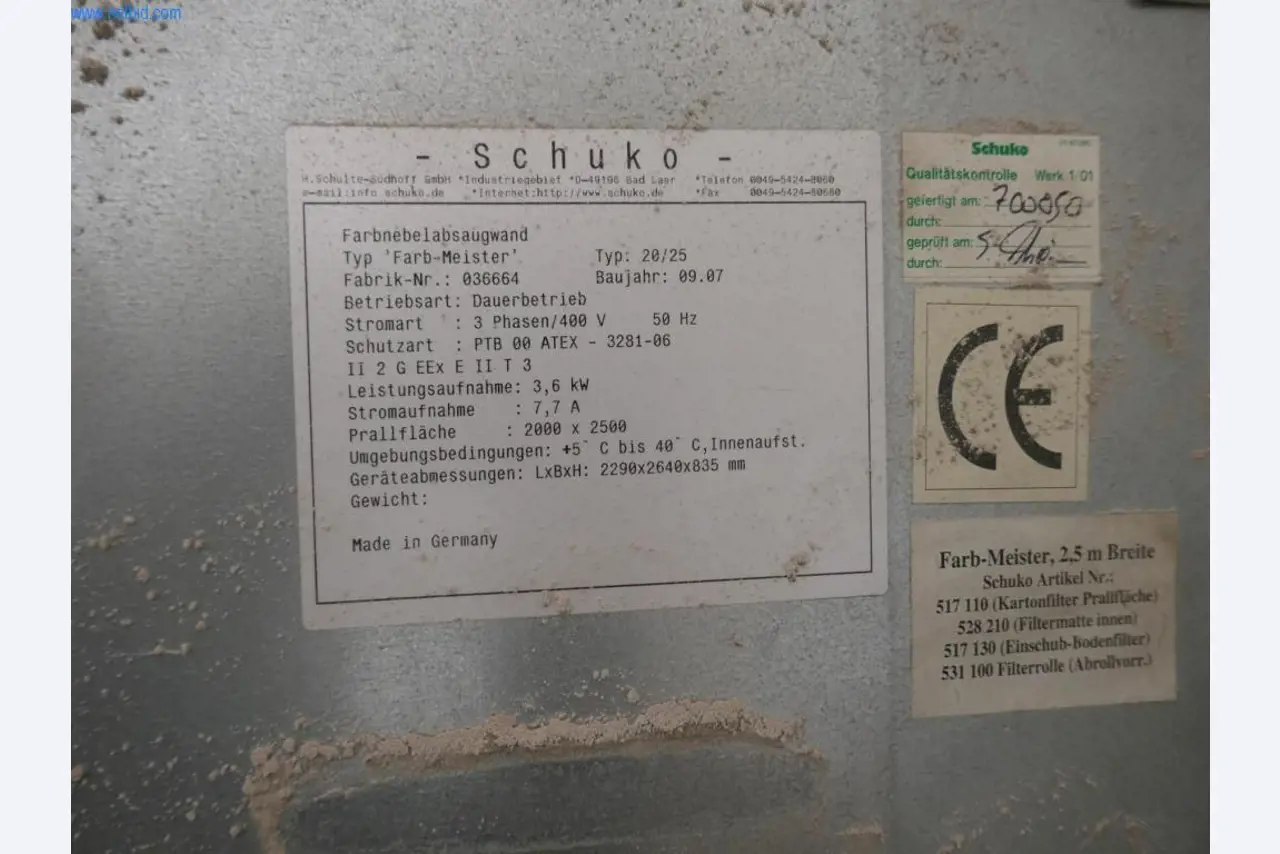 - Schuko -
H.Schulte-Südhoff GmbH *Industriegebiet *D-49196 Bad Laer *Telefon 0049-5424-8060
e-mail:info schuko.de *Internet:http://www.schuko.de *Fax 0049-5424-80680
Farbnebelabsaugwand
Typ 'Farb-Meister' Typ: 20/25
Fabrik-Nr.: 036664 Baujahr: 09.07
Betriebsart: Dauerbetrieb
Stromart : 3 Phasen/400 V 50 Hz
Schutzart : PTB 00 ATEX - 3281-06
II 2 G EEx E II T 3
Leistungsaufnahme: 3,6 kW
Stromaufnahme : 7,7 A
Prallfläche : 2000 x 2500
Umgebungsbedingungen: +5° C bis 40° C,Innenaufst.
Geräteabmessungen: LxBxH: 2290x2640x835 mm
Gewicht:
Made in Germany
Schuko
Qualitätskontrolle Werk 1 01
gefertigt am: 700050
durch:
geprüft am:
durch:
CE
Farb-Meister, 2,5 m Breite
Schuko Artikel Nr.:
517 110 (Kartonfilter Prallfläche)
528 210 (Filtermatte innen)
517 130 (Einschub-Bodenfilter)
531 100 Filterrolle (Abrollvorr.)